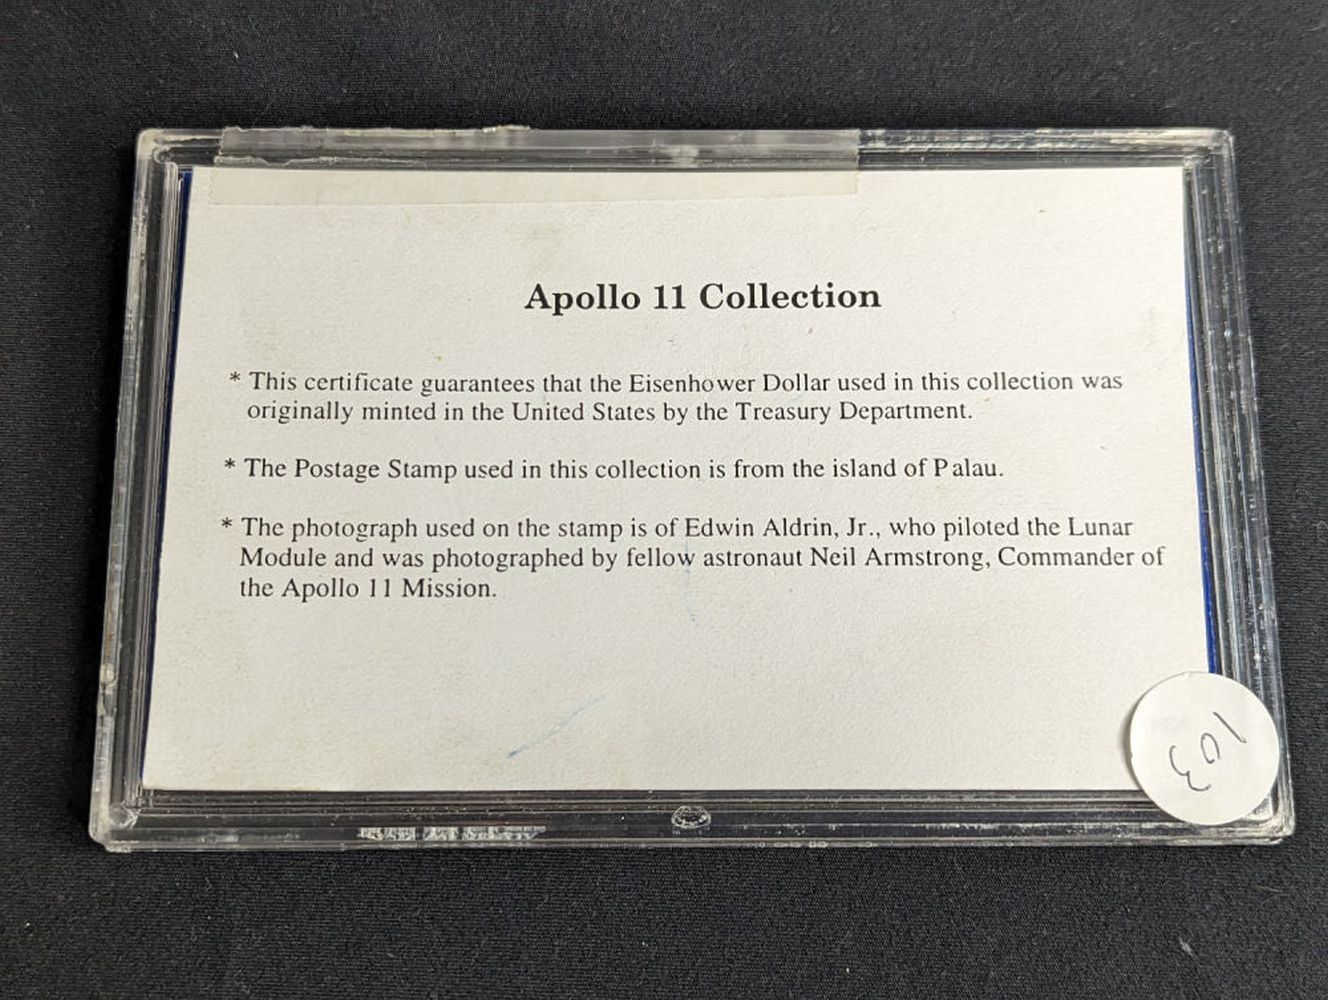 Apollo 11 Collection
* This certificate guarantees that the Eisenhower Dollar used in this collection was
originally minted in the United States by the Treasury Department.
* The Postage Stamp used in this collection is from the island of Palau.
* The photograph used on the stamp is of Edwin Aldrin, Jr., who piloted the Lunar
Module and was photographed by fellow astronaut Neil Armstrong, Commander of
the Apollo 11 Mission.
103